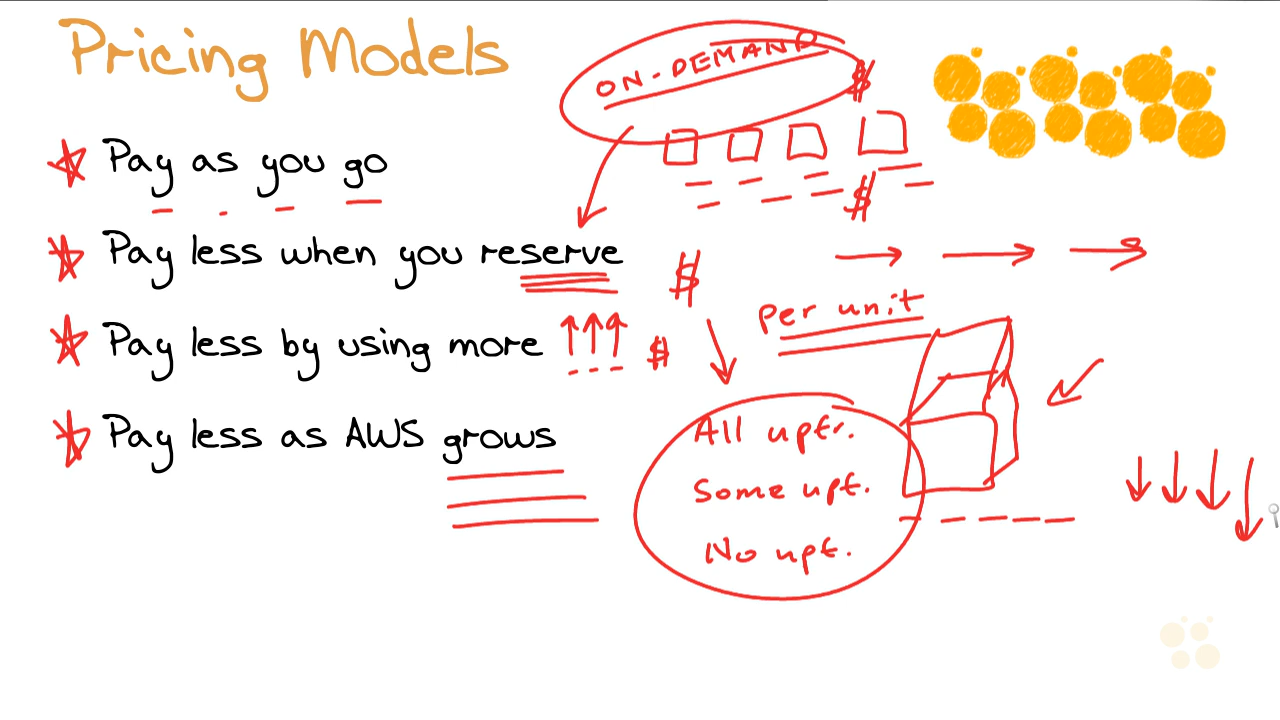 Pricing Models
ON-DEMAND
$
Pay as you go
$
Pay less when you reserve
$
per unit
Pay less by using more
$
Pay less as AWS grows
All upfr.
Some upt.
No upt.